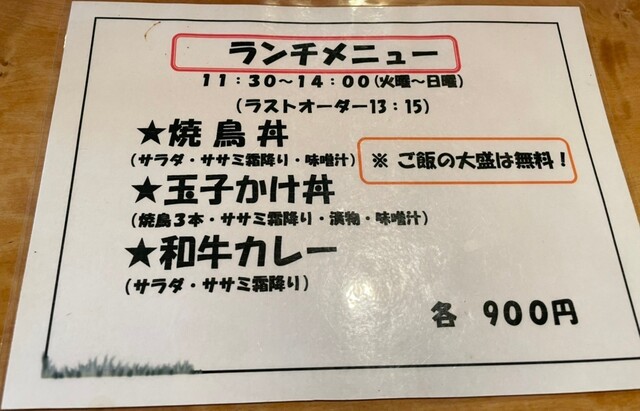 ランチメニュー
11:30〜14:00(火曜〜日曜)
(ラストオーダー13:15)
★焼鳥丼
(サラダ・ササミ霜降り・味噌汁)
※ ご飯の大盛は無料!
★玉子かけ丼
(焼鳥3本・ササミ霜降り・漬物・味噌汁)
★和牛カレー
(サラダ・ササミ霜降り)
各 900円